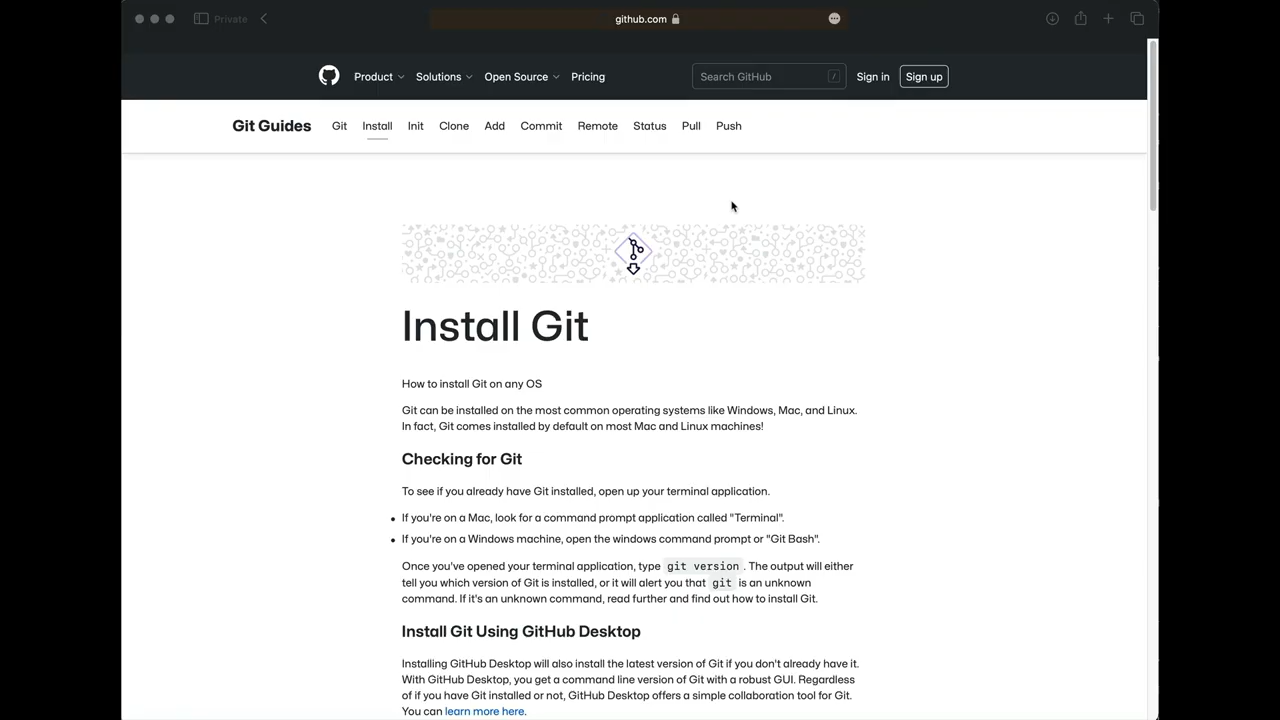 Private
github.com
Product
Solutions
Open Source
Pricing
Search GitHub
/
Sign in
Sign up
Git Guides
Git
Install
Init
Clone
Add
Commit
Remote
Status
Pull
Push
Install Git
How to install Git on any OS
Git can be installed on the most common operating systems like Windows, Mac, and Linux.
In fact, Git comes installed by default on most Mac and Linux machines!
Checking for Git
To see if you already have Git installed, open up your terminal application.
• If you're on a Mac, look for a command prompt application called "Terminal".
• If you're on a Windows machine, open the windows command prompt or "Git Bash".
Once you've opened your terminal application, type git version . The output will either
tell you which version of Git is installed, or it will alert you that git is an unknown
command. If it's an unknown command, read further and find out how to install Git.
Install Git Using GitHub Desktop
Installing GitHub Desktop will also install the latest version of Git if you don't already have it.
With GitHub Desktop, you get a command line version of Git with a robust GUI. Regardless
of if you have Git installed or not, GitHub Desktop offers a simple collaboration tool for Git.
You can learn more here.